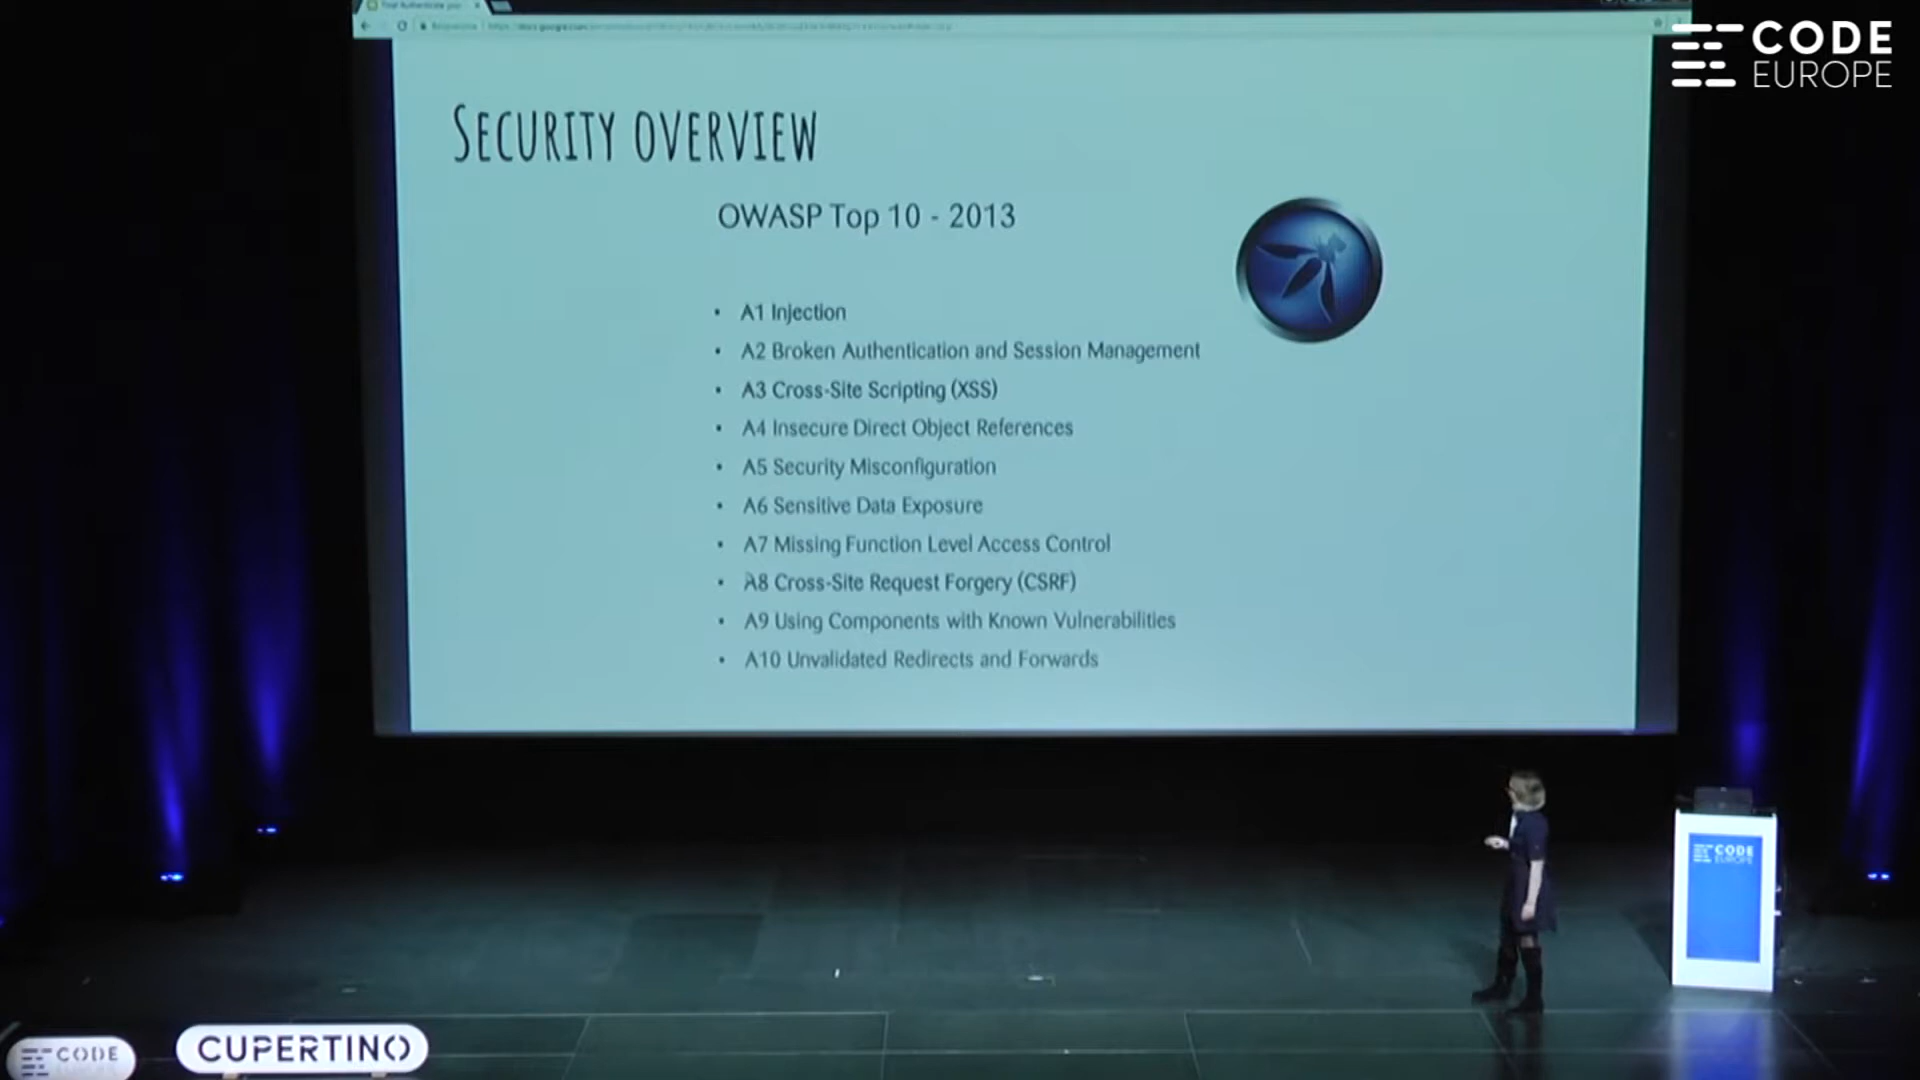 CODE
EUROPE
SECURITY OVERVIEW
OWASP Top 10 - 2013
• A1 Injection
• A2 Broken Authentication and Session Management
• A3 Cross-Site Scripting (XSS)
• A4 Insecure Direct Object References
• A5 Security Misconfiguration
• A6 Sensitive Data Exposure
• A7 Missing Function Level Access Control
• A8 Cross-Site Request Forgery (CSRF)
• A9 Using Components with Known Vulnerabilities
• A10 Unvalidated Redirects and Forwards
CODE
EUROPE
CODE
CUPERTINO